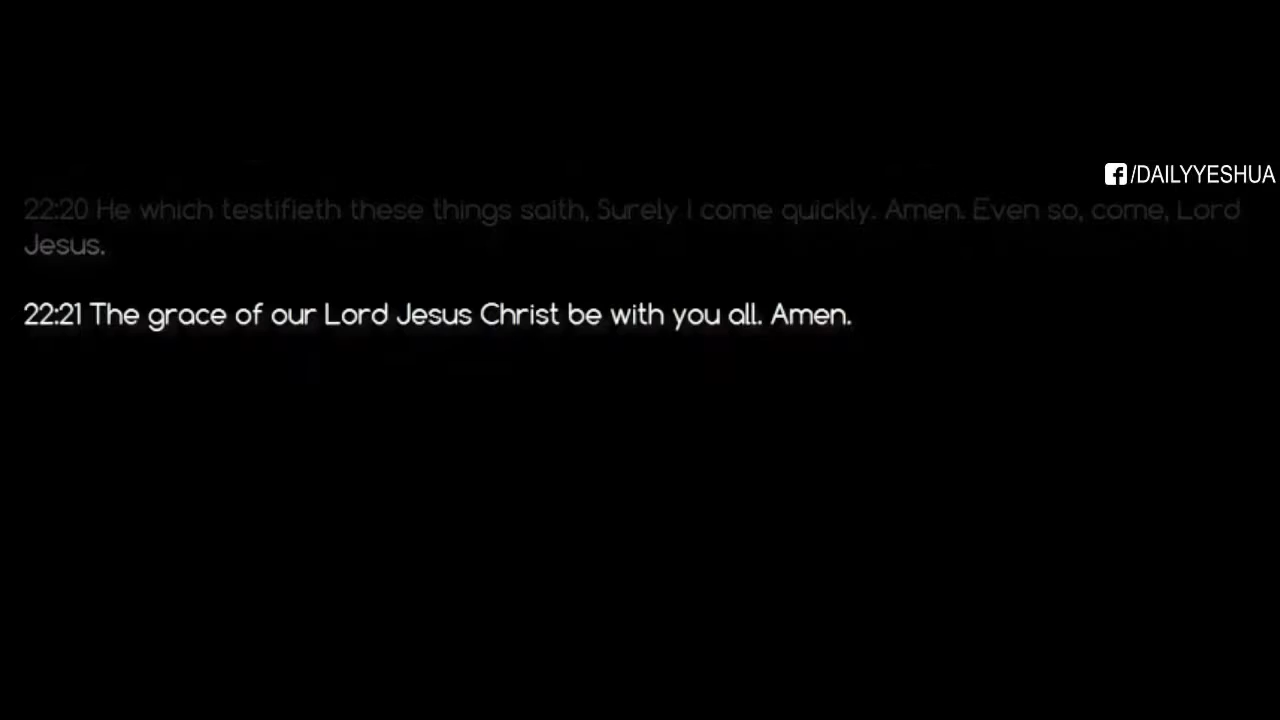 /DAILYYESHUA
22:20 He which testifieth these things saith, Surely I come quickly. Amen. Even so, come, Lord
Jesus.
22:21 The grace of our Lord Jesus Christ be with you all. Amen.